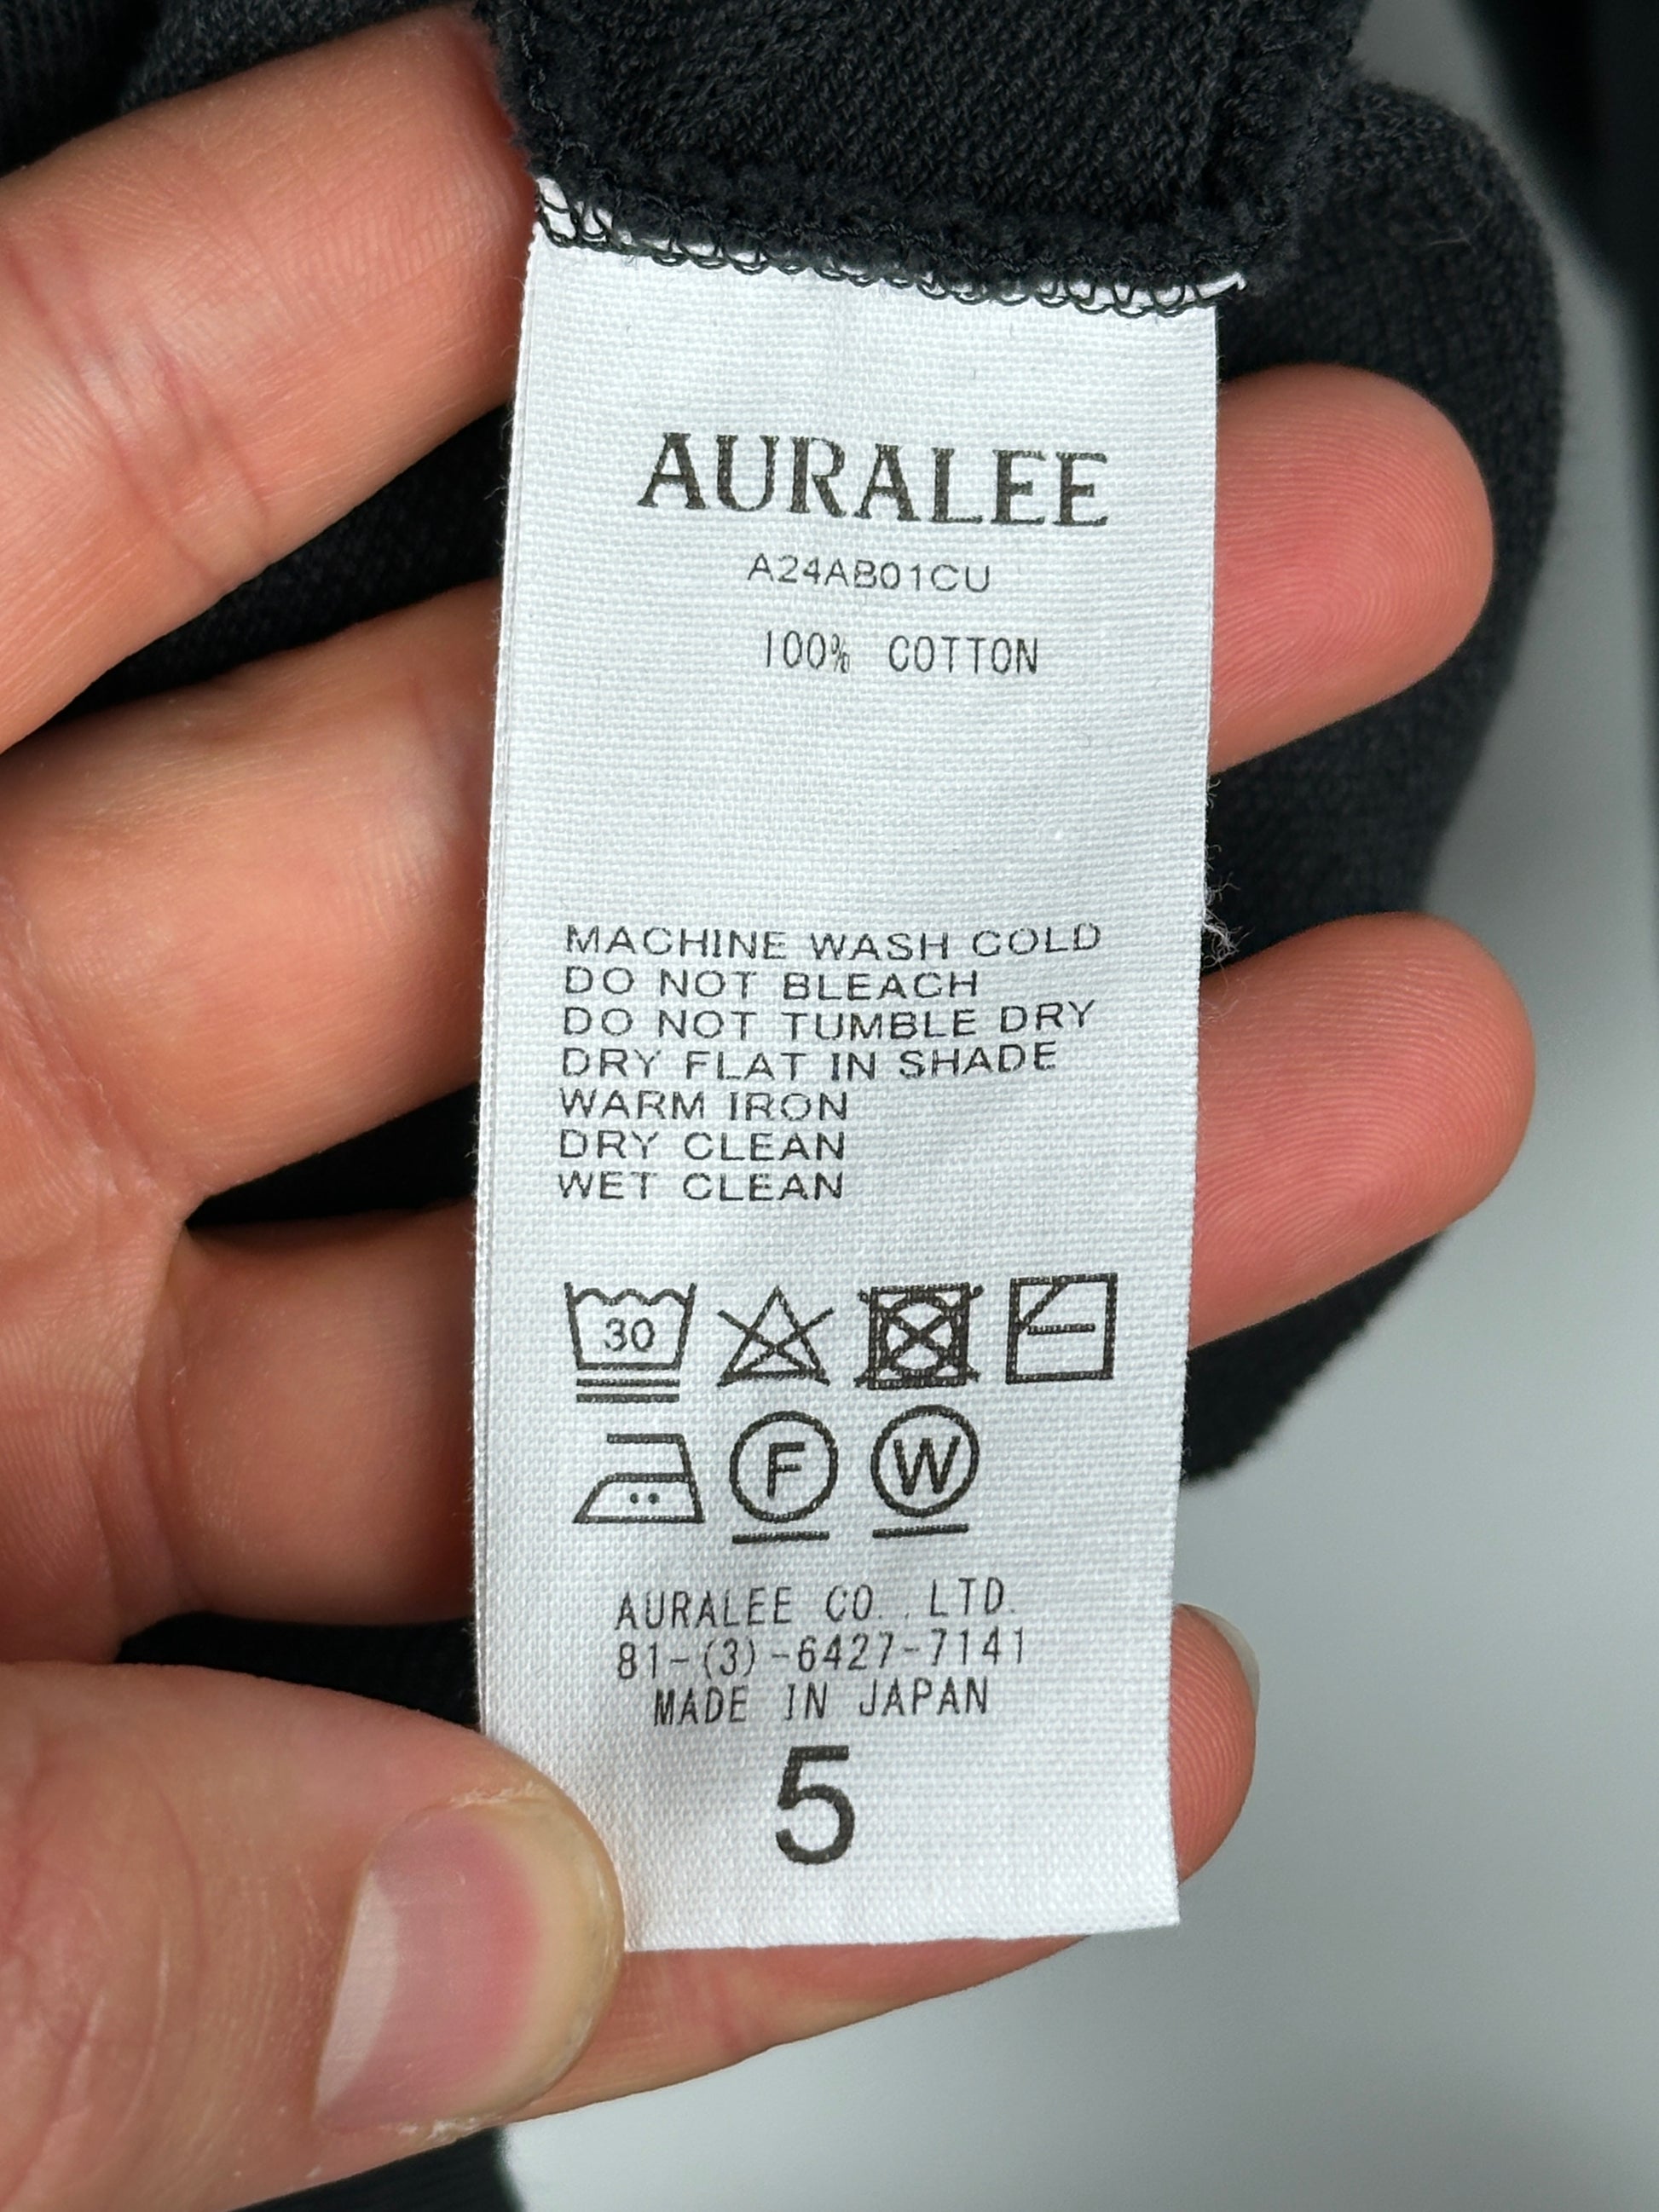 AURALEE
A24AB01CU
100% COTTON
MACHINE WASH COLD
DO NOT BLEACH
DO NOT TUMBLE DRY
DRY FLAT IN SHADE
WARM IRON
DRY CLEAN
WET CLEAN
30
F W
AURALEE CO.,LTD.
81-(3)-6427-7141
MADE IN JAPAN
5